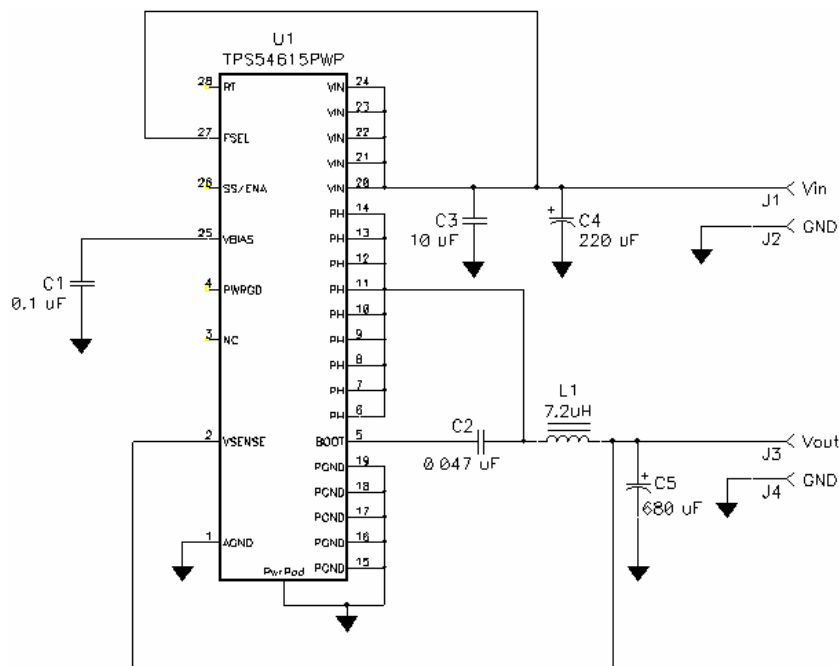 U1
TPS54615PWP
28 RT VIN 24
VIN 23
27 FSEL VIN 22
VIN 21
26 SS/ENA VIN 20
PH 14
25 VBIAS PH 13
PH 12
4 PWRGD PH 11
PH 10
3 NC PH 9
PH 8
PH 7
PH 6
2 VSENSE BOOT 5
PGND 19
PGND 18
PGND 17
1 AGND PGND 16
PGND 15
PwrPad
C1
0.1 uF
C3
10 uF
C4
220 uF
J1 Vin
J2 GND
C2
0.047 uF
L1
7.2uH
J3 Vout
J4 GND
C5
680 uF
+
+